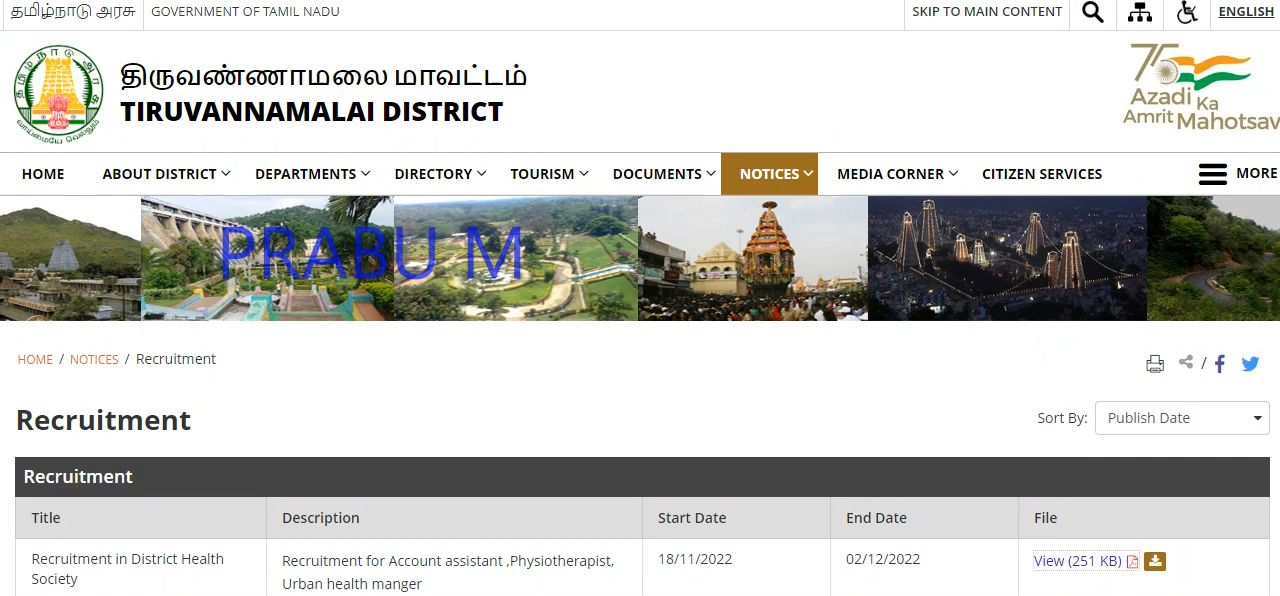 தமிழ்நாடு அரசு GOVERNMENT OF TAMIL NADU SKIP TO MAIN CONTENT ENGLISH
திருவண்ணாமலை மாவட்டம்
TIRUVANNAMALAI DISTRICT
75
Azadi Ka
Amrit Mahotsav
HOME ABOUT DISTRICT DEPARTMENTS DIRECTORY TOURISM DOCUMENTS NOTICES MEDIA CORNER CITIZEN SERVICES MORE
PRABU M
HOME / NOTICES / Recruitment
Recruitment
Sort By: Publish Date
Recruitment
Title Description Start Date End Date File
Recruitment in District Health Society
Recruitment for Account assistant ,Physiotherapist,
Urban health manger
18/11/2022 02/12/2022 View (251 KB)